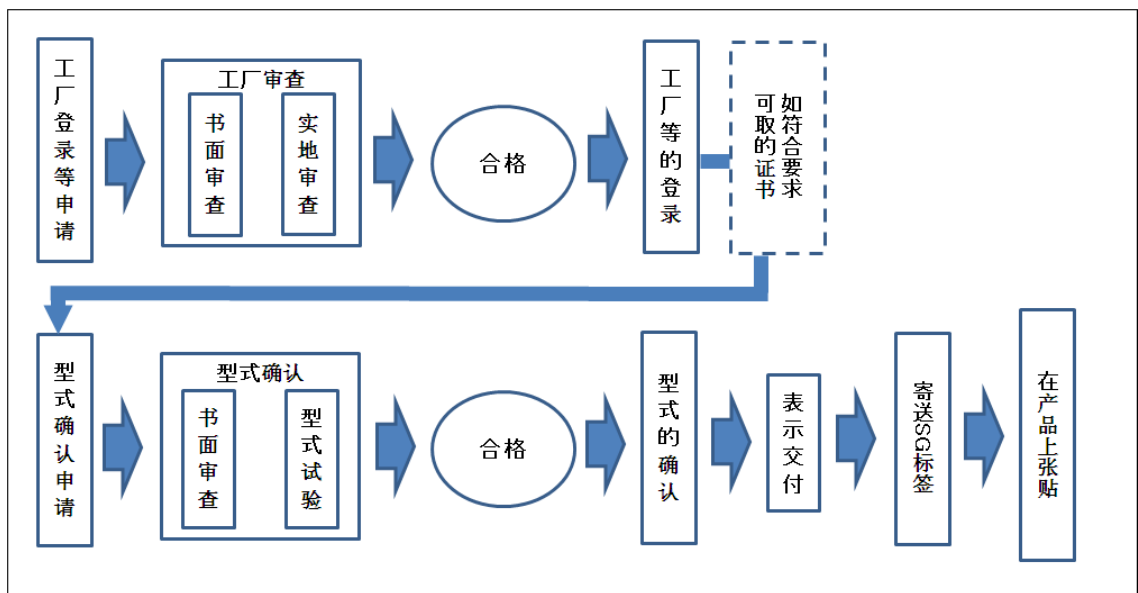 工厂登录等申请
工厂审查
书面审查
实地审查
合格
工厂等的登录
如符合要求
可取的证书
型式确认申请
型式确认
书面审查
型式试验
合格
型式的确认
表示交付
寄送SG标签
在产品上张贴